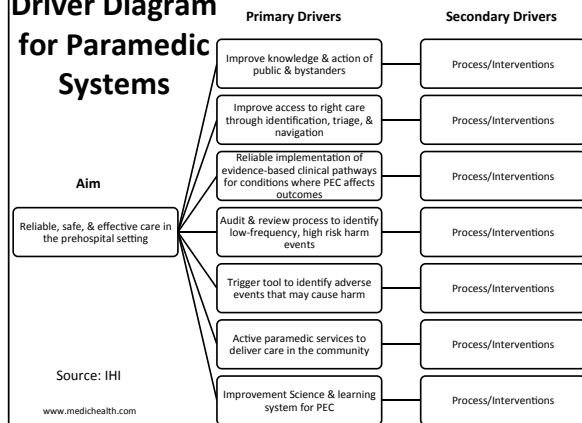 Driver Diagram
for Paramedic
Systems
Primary Drivers
Secondary Drivers
Improve knowledge & action of
public & bystanders
Process/Interventions
Improve access to right care
through identification, triage, &
navigation
Process/Interventions
Reliable implementation of
evidence-based clinical pathways
for conditions where PEC affects
outcomes
Process/Interventions
Aim
Reliable, safe, & effective care in
the prehospital setting
Audit & review process to identify
low-frequency, high risk harm
events
Process/Interventions
Trigger tool to identify adverse
events that may cause harm
Process/Interventions
Active paramedic services to
deliver care in the community
Process/Interventions
Improvement Science & learning
system for PEC
Process/Interventions
Source: IHI
www.medichealth.com